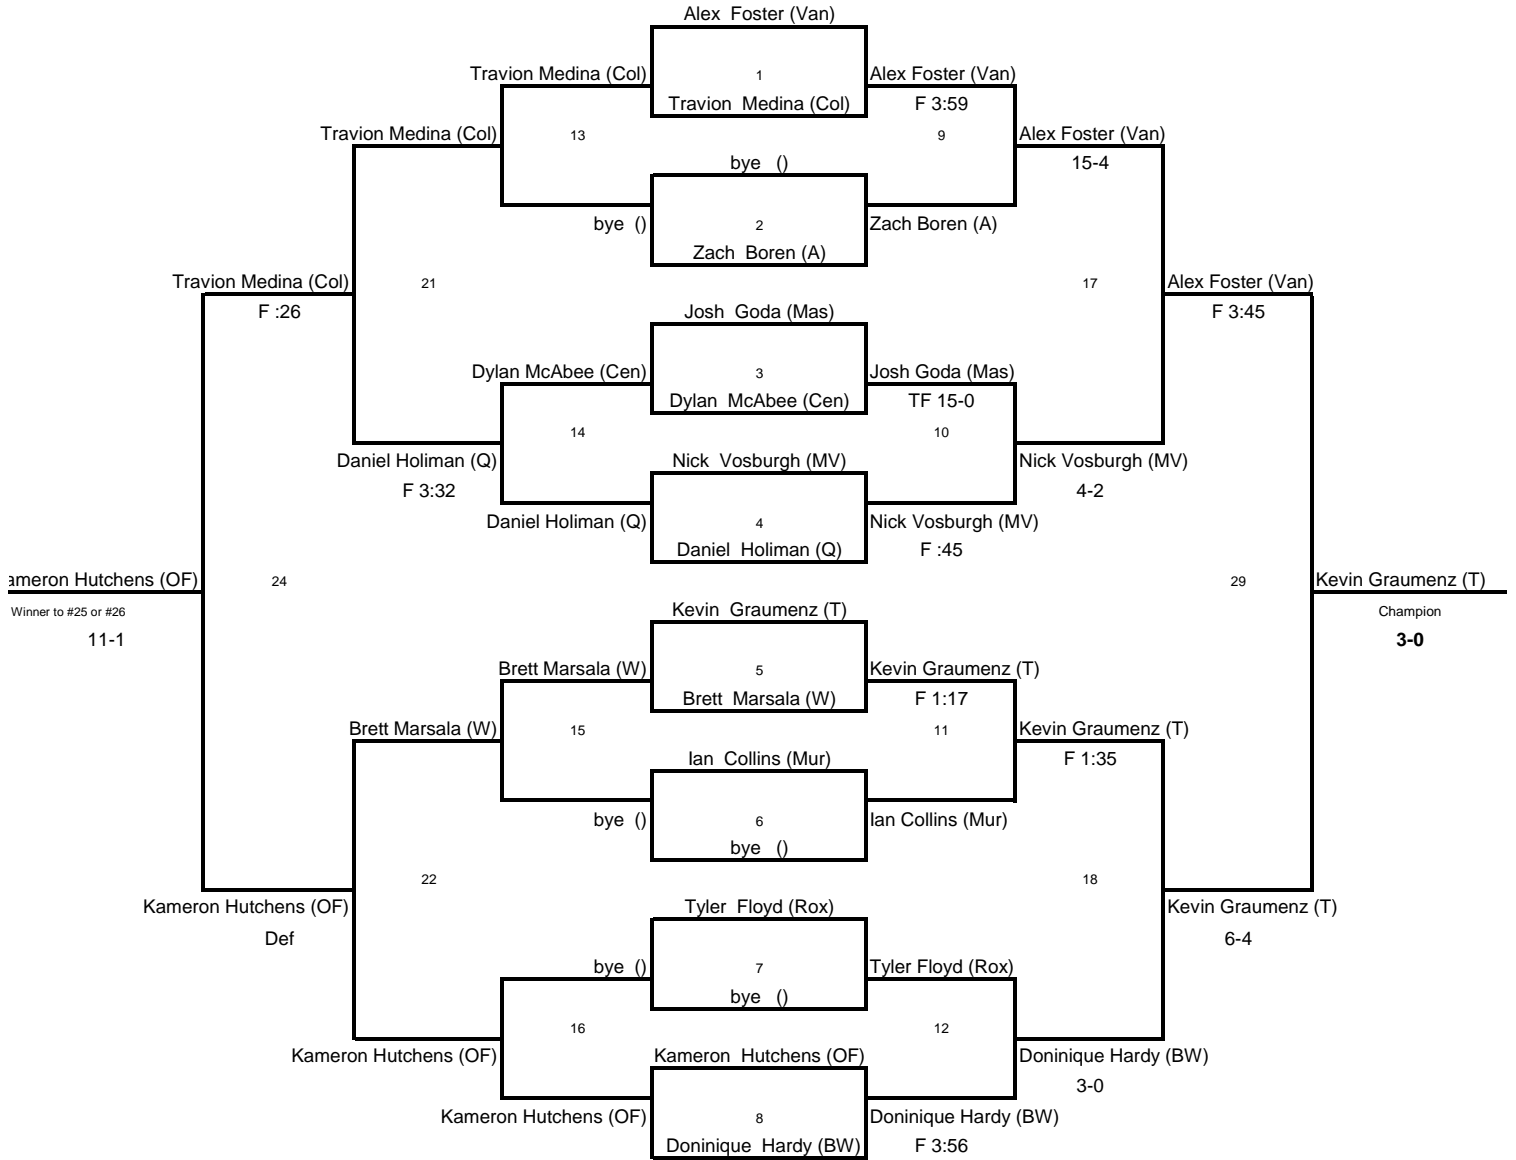 Alex Foster (Van)
Travion Medina (Col) 1 Alex Foster (Van)
Travion Medina (Col) F 3:59
Travion Medina (Col) 13 9 Alex Foster (Van)
bye () 15-4
bye () 2 Zach Boren (A)
Zach Boren (A)
Travion Medina (Col) 21 17 Alex Foster (Van)
F :26 Josh Goda (Mas) F 3:45
Dylan McAbee (Cen) 3 Josh Goda (Mas)
Dylan McAbee (Cen) TF 15-0
14 10
Daniel Holiman (Q) Nick Vosburgh (MV) Nick Vosburgh (MV)
F 3:32 4-2
Daniel Holiman (Q) 4 Nick Vosburgh (MV)
Daniel Holiman (Q) F :45
ameron Hutchens (OF) 24 29 Kevin Graumenz (T)
Winner to #25 or #26 Kevin Graumenz (T) Champion
11-1 3-0
Brett Marsala (W) 5 Kevin Graumenz (T)
Brett Marsala (W) F 1:17
Brett Marsala (W) 15 11 Kevin Graumenz (T)
Ian Collins (Mur) F 1:35
bye () 6 Ian Collins (Mur)
bye ()
22 18
Kameron Hutchens (OF) Tyler Floyd (Rox) Kevin Graumenz (T)
Def 6-4
bye () 7 Tyler Floyd (Rox)
bye ()
16 12
Kameron Hutchens (OF) Kameron Hutchens (OF) Doninique Hardy (BW)
3-0
Kameron Hutchens (OF) 8 Doninique Hardy (BW)
Doninique Hardy (BW) F 3:56